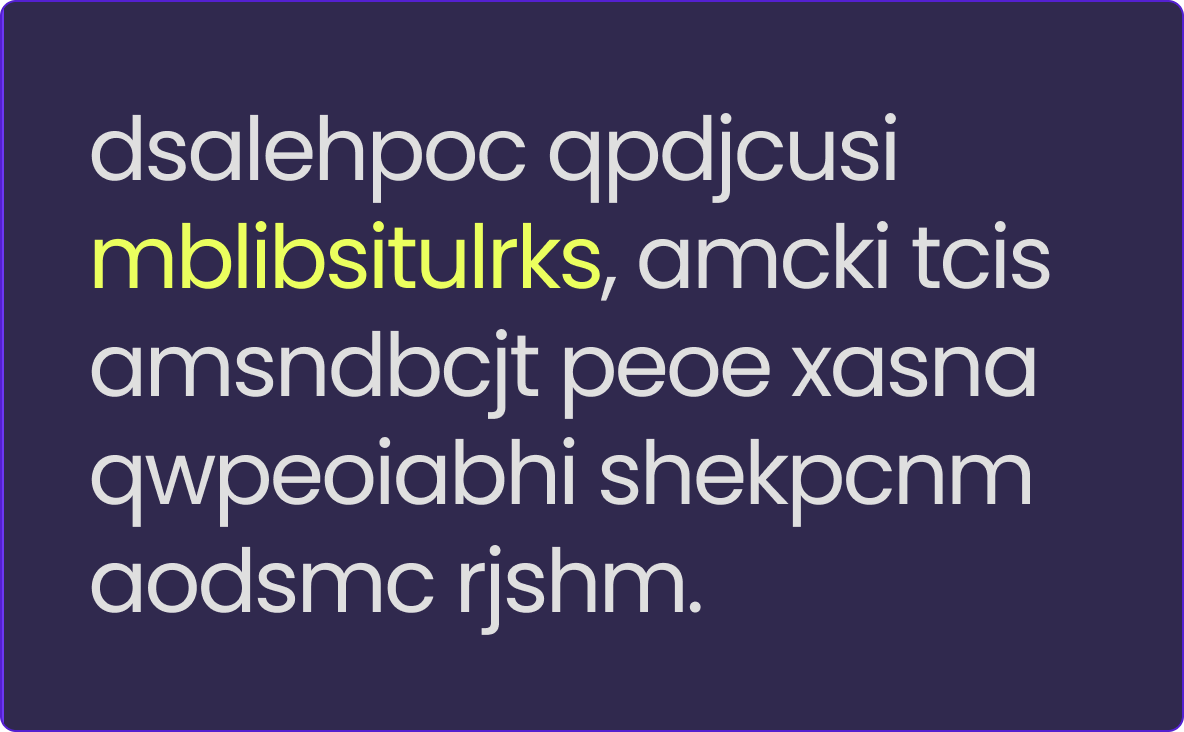 dsalehpoc qpdjcusi
mblibsitulrks, amcki tcis
amsndbcjt peoe xasna
qwpeoiabhi shekpcnm
aodsmc rjshm.